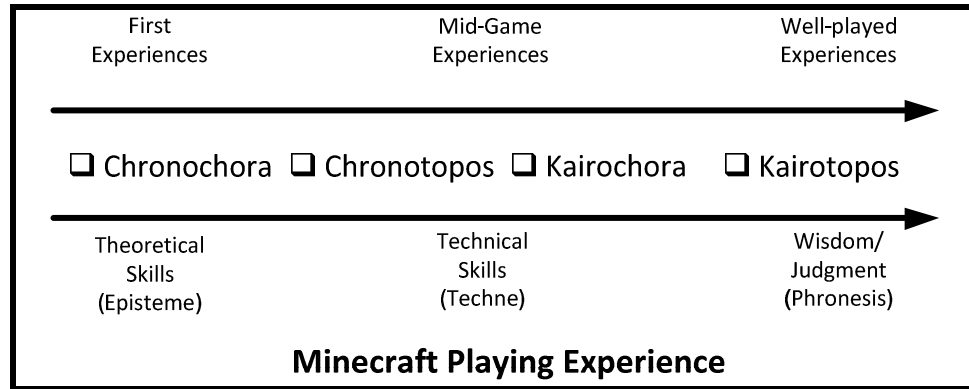 First
Experiences
Mid-Game
Experiences
Well-played
Experiences
❑ Chronochora ❑ Chronotopos ❑ Kairochora ❑ Kairotopos
Theoretical
Skills
(Episteme)
Technical
Skills
(Techne)
Wisdom/
Judgment
(Phronesis)
Minecraft Playing Experience